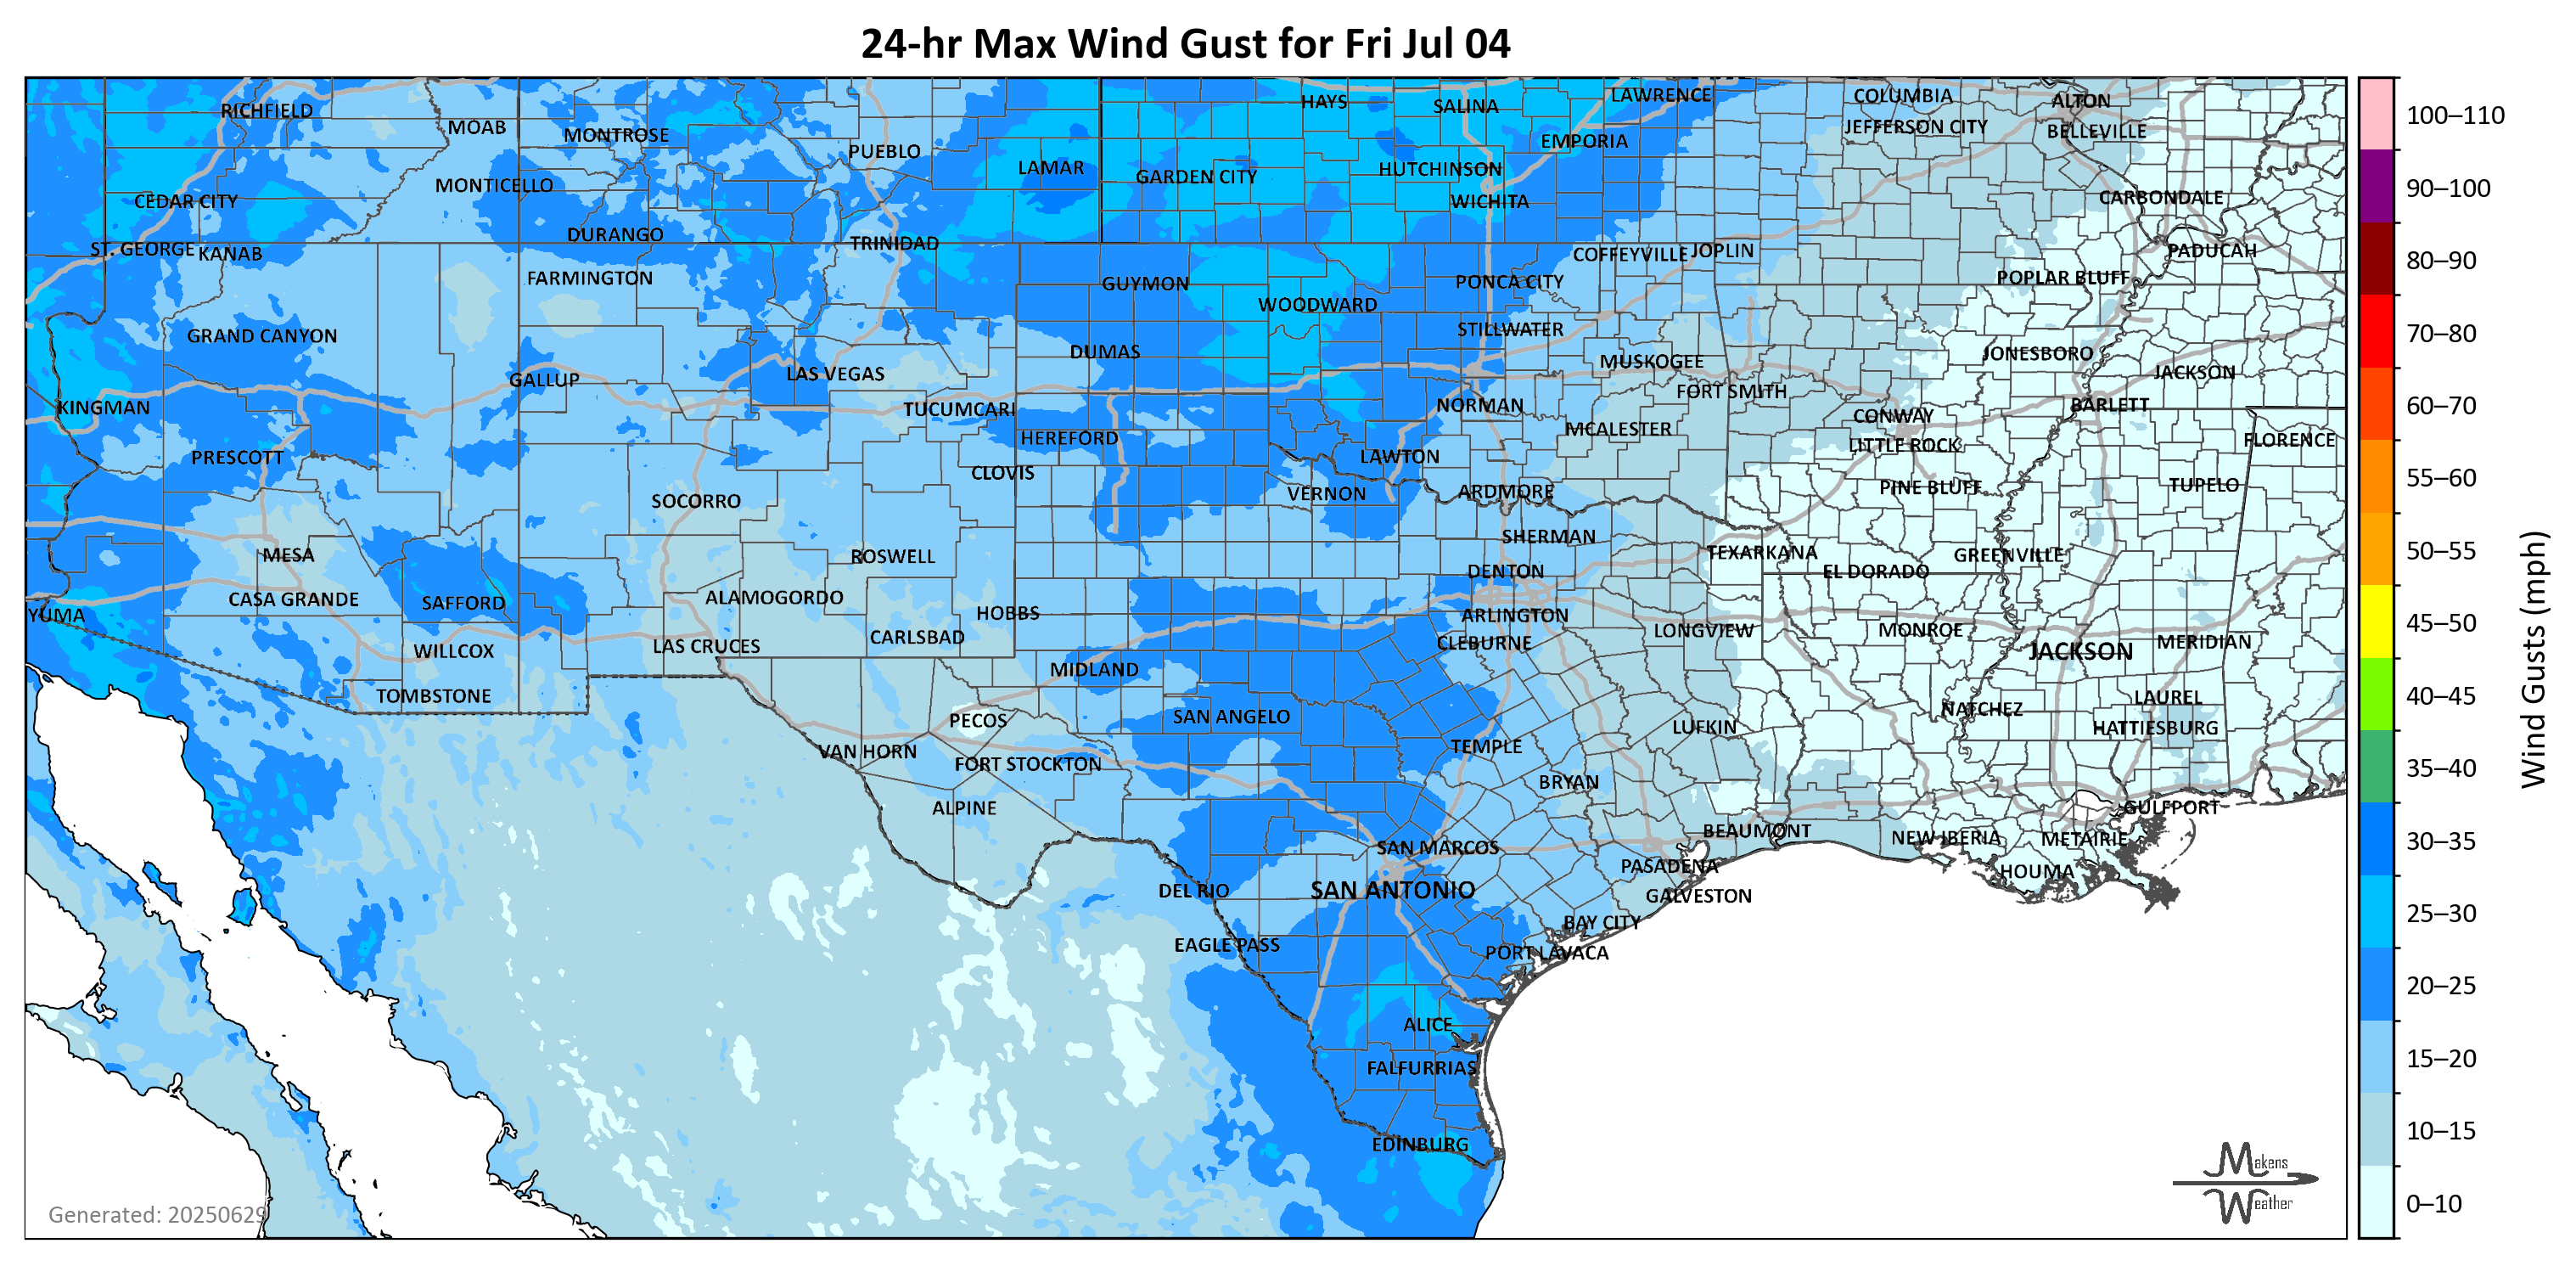 24-hr Max Wind Gust for Fri Jul 04
RICHFIELD
MOAB
MONTROSE
PUEBLO
LAMAR
HAYS
SALINA
LAWRENCE
COLUMBIA
ALTON
EMPORIA
JEFFERSON CITY
BELLEVILLE
MONTICELLO
GARDEN CITY
HUTCHINSON
CEDAR CITY
WICHITA
CARBONDALE
DURANGO
TRINIDAD
ST. GEORGE
KANAB
COFFEYVILLE
JOPLIN
PADUCAH
FARMINGTON
GUYMON
PONCA CITY
POPLAR BLUFF
WOODWARD
GRAND CANYON
STILLWATER
DUMAS
MUSKOGEE
JONESBORO
GALLUP
LAS VEGAS
FORT SMITH
JACKSON
KINGMAN
TUCUMCARI
NORMAN
CONWAY
BARLETT
HEREFORD
MCALESTER
LITTLE ROCK
FLORENCE
PRESCOTT
CLOVIS
LAWTON
SOCORRO
VERNON
ARDMORE
PINE BLUFF
TUPELO
MESA
ROSWELL
SHERMAN
TEXARKANA
GREENVILLE
DENTON
EL DORADO
CASA GRANDE
SAFFORD
ALAMOGORDO
HOBBS
YUMA
ARLINGTON
CARLSBAD
CLEBURNE
LONGVIEW
MONROE
JACKSON
MERIDIAN
WILLCOX
LAS CRUCES
MIDLAND
TOMBSTONE
LAUREL
PECOS
SAN ANGELO
NATCHEZ
HATTIESBURG
LUFKIN
VAN HORN
TEMPLE
FORT STOCKTON
BRYAN
ALPINE
GULFPORT
BEAUMONT
NEW IBERIA
METAIRIE
SAN MARCOS
PASADENA
HOUMA
DEL RIO
SAN ANTONIO
GALVESTON
BAY CITY
EAGLE PASS
PORT LAVACA
ALICE
FALFURRIAS
EDINBURG
Generated: 20250629
Makens
Weather
100–110
90–100
80–90
70–80
60–70
55–60
50–55
45–50
40–45
35–40
30–35
25–30
20–25
15–20
10–15
0–10
Wind Gusts (mph)